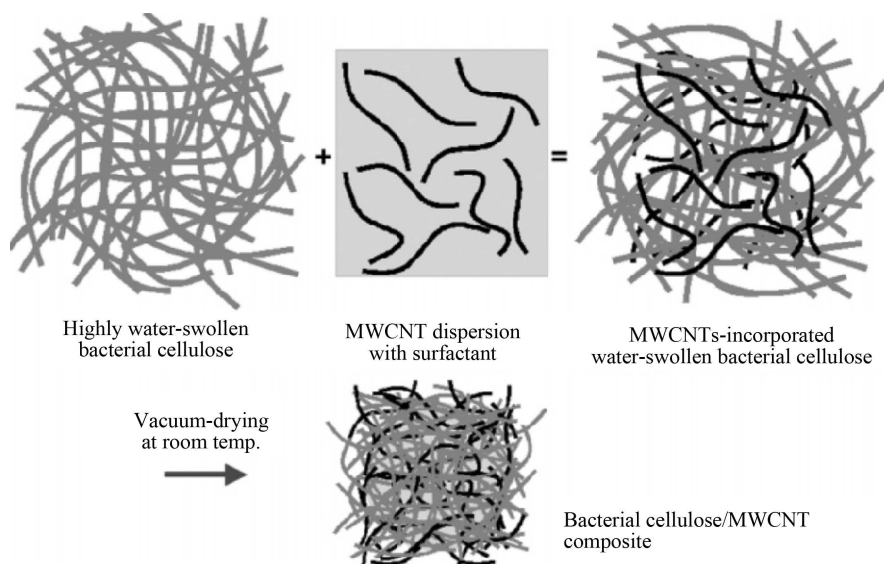 +
=
Highly water-swollen
bacterial cellulose
MWCNT dispersion
with surfactant
MWCNTs-incorporated
water-swollen bacterial cellulose
Vacuum-drying
at room temp.
Bacterial cellulose/MWCNT
composite